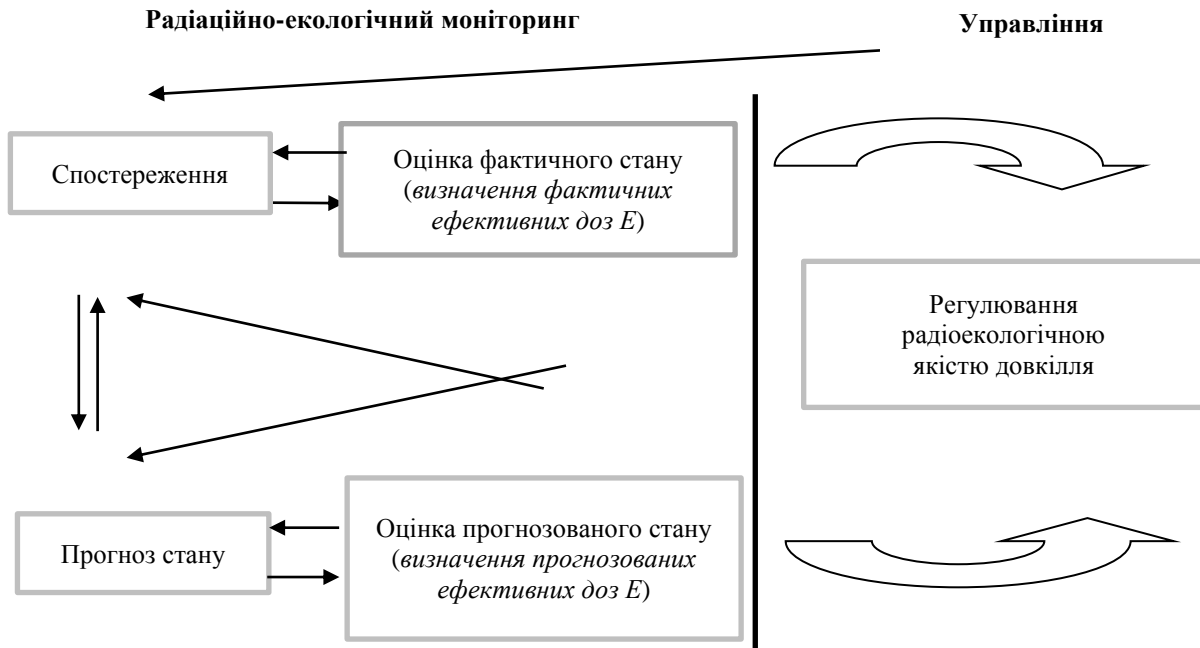 Радіаційно-екологічний моніторинг
Управління
Спостереження
Оцінка фактичного стану
(визначення фактичних
ефективних доз Е)
Регулювання
радіоекологічною
якістю довкілля
Прогноз стану
Оцінка прогнозованого стану
(визначення прогнозованих
ефективних доз Е)